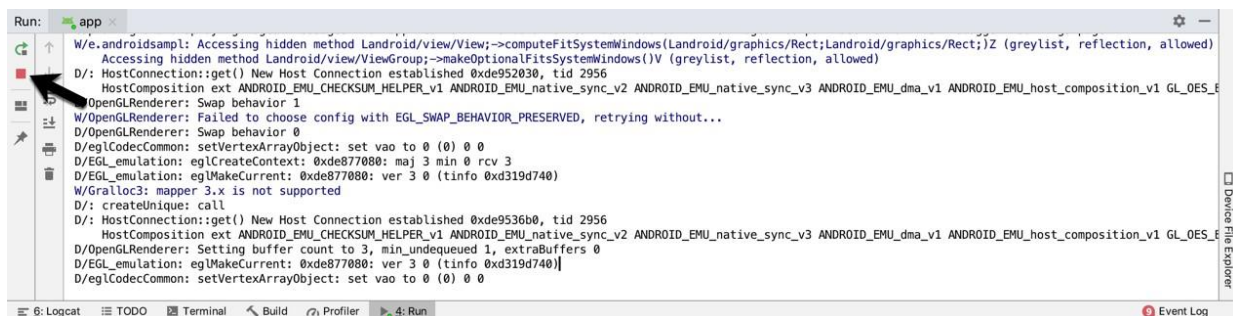 Run: app
W/e.androidsampl: Accessing hidden method Landroid/view/View;->computeFitSystemWindows(Landroid/graphics/Rect;Landroid/graphics/Rect;)Z (greylist, reflection, allowed)
Accessing hidden method Landroid/view/ViewGroup;->makeOptionalFitsSystemWindows()V (greylist, reflection, allowed)
D/: HostConnection::get() New Host Connection established 0xde952030, tid 2956
HostComposition ext ANDROID_EMU_CHECKSUM_HELPER_v1 ANDROID_EMU_native_sync_v2 ANDROID_EMU_native_sync_v3 ANDROID_EMU_dma_v1 ANDROID_EMU_host_composition_v1 GL_OES_E
D/OpenGLRenderer: Swap behavior 1
W/OpenGLRenderer: Failed to choose config with EGL_SWAP_BEHAVIOR_PRESERVED, retrying without...
D/OpenGLRenderer: Swap behavior 0
D/eglCodecCommon: setVertexArrayObject: set vao to 0 (0) 0 0
D/EGL_emulation: eglCreateContext: 0xde877080: maj 3 min 0 rcv 3
D/EGL_emulation: eglMakeCurrent: 0xde877080: ver 3 0 (tinfo 0xd319d740)
W/Gralloc3: mapper 3.x is not supported
D/: createUnique: call
D/: HostConnection::get() New Host Connection established 0xde9536b0, tid 2956
HostComposition ext ANDROID_EMU_CHECKSUM_HELPER_v1 ANDROID_EMU_native_sync_v2 ANDROID_EMU_native_sync_v3 ANDROID_EMU_dma_v1 ANDROID_EMU_host_composition_v1 GL_OES_E
D/OpenGLRenderer: Setting buffer count to 3, min_undequeued 1, extraBuffers 0
D/EGL_emulation: eglMakeCurrent: 0xde877080: ver 3 0 (tinfo 0xd319d740)
D/eglCodecCommon: setVertexArrayObject: set vao to 0 (0) 0 0
Device File Explorer
6: Logcat TODO Terminal Build Profiler 4: Run 9 Event Log